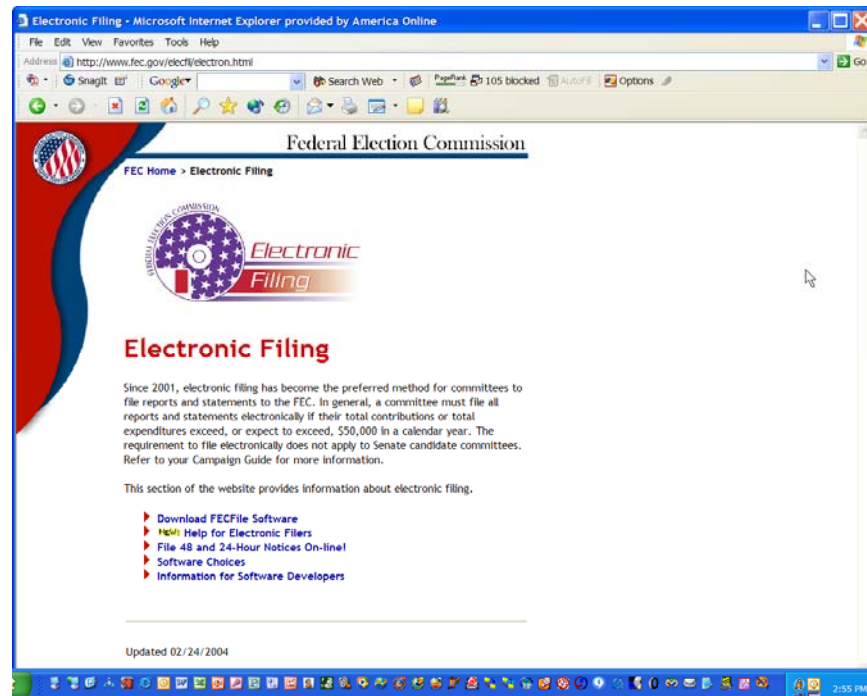 Electronic Filing - Microsoft Internet Explorer provided by America Online
File Edit View Favorites Tools Help
Address http://www.fec.gov/elecfil/electron.html Go
SnagIt Google Search Web PageRank 105 blocked AutoFill Options
Federal Election Commission
FEC Home > Electronic Filing
FEDERAL ELECTION COMMISSION
Electronic
Filing
Electronic Filing
Since 2001, electronic filing has become the preferred method for committees to
file reports and statements to the FEC. In general, a committee must file all
reports and statements electronically if their total contributions or total
expenditures exceed, or expect to exceed, $50,000 in a calendar year. The
requirement to file electronically does not apply to Senate candidate committees.
Refer to your Campaign Guide for more information.
This section of the website provides information about electronic filing.
Download FECFile Software
NEW! Help for Electronic Filers
File 48 and 24-Hour Notices On-line!
Software Choices
Information for Software Developers
Updated 02/24/2004
2:55 PM